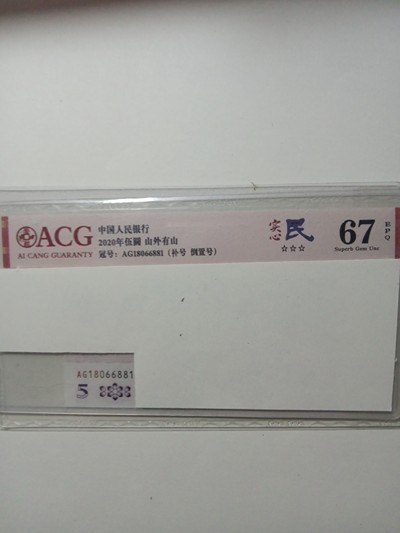 ACG
AI CANG GUARANTY
中国人民银行
2020年伍圆 山外有山
冠号: AG18066881 (补号 倒置号)
实心
民
☆☆☆
67
EPQ
Superb Gem Unc
AG18066881
5